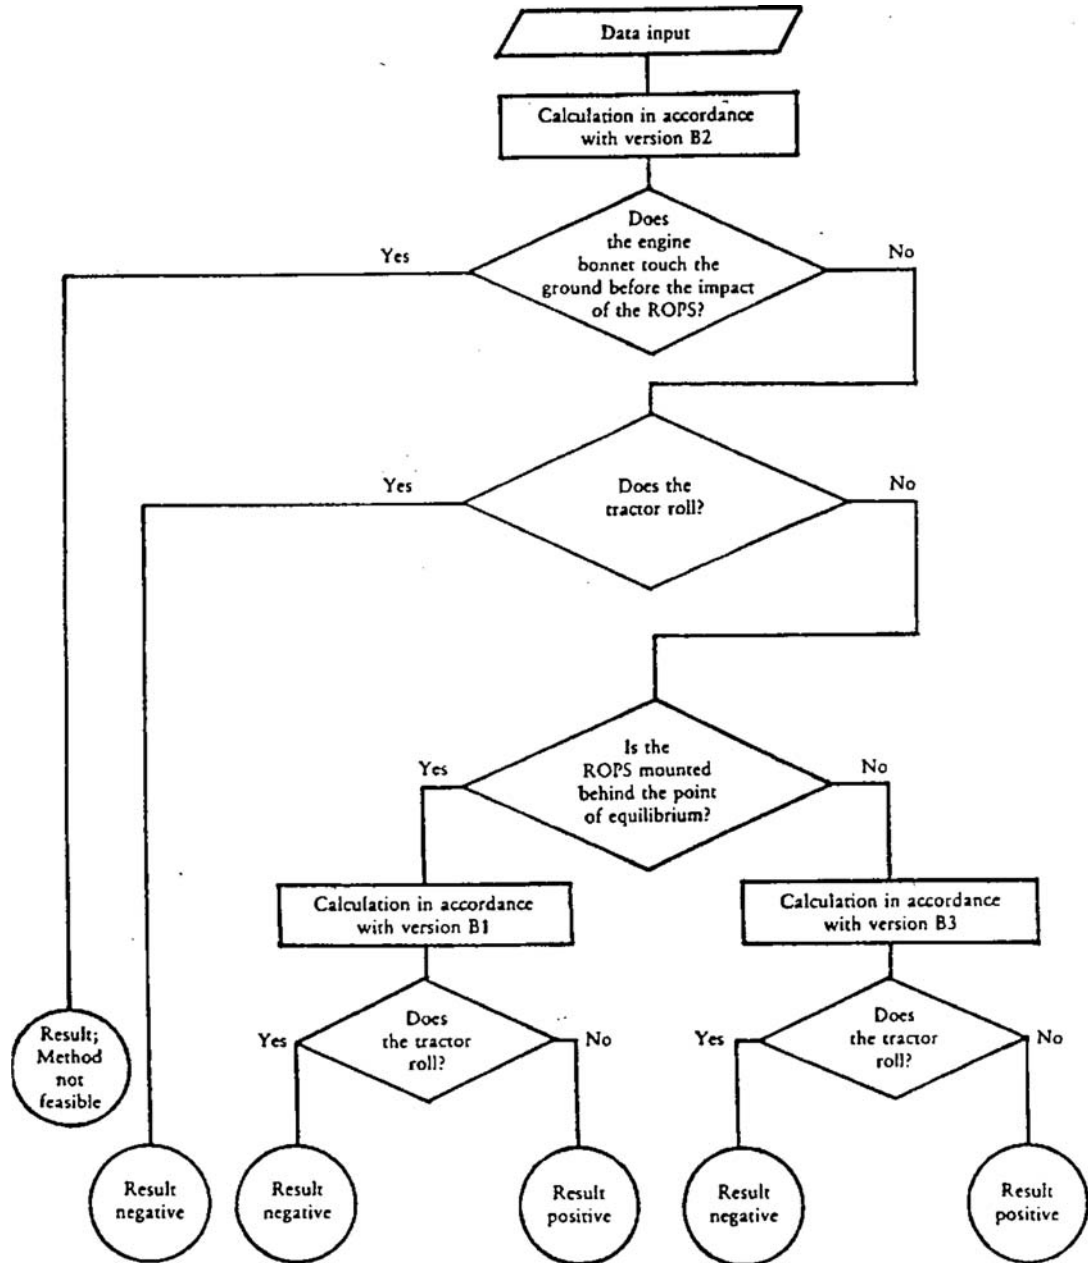 Data input
Calculation in accordance
with version B2
Does
the engine
bonnet touch the
ground before the impact
of the ROPS?
Yes
No
Does the
tractor roll?
Yes
No
Is the
ROPS mounted
behind the point
of equilibrium?
Yes
No
Calculation in accordance
with version B1
Calculation in accordance
with version B3
Does
the tractor
roll?
Yes
No
Does
the tractor
roll?
Yes
No
Result;
Method
not
feasible
Result
negative
Result
negative
Result
positive
Result
negative
Result
positive